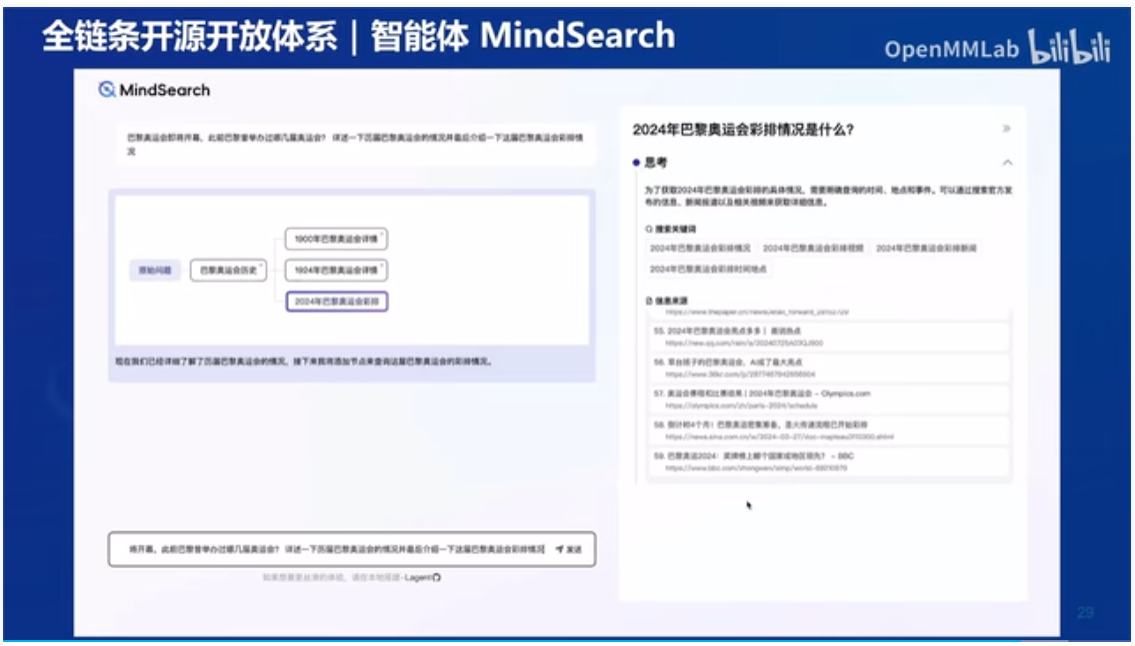 全链条开源开放体系｜智能体 MindSearch
OpenMMLab bilibili
MindSearch
巴黎奥运会即将开幕，此前巴黎曾举办过哪几届奥运会？ 详述一下历届巴黎奥运会的情况并最后介绍一下这届巴黎奥运会彩排情
况
原始问题
巴黎奥运会历史
1900年巴黎奥运会详情
1924年巴黎奥运会详情
2024年巴黎奥运会彩排
现在我们已经详细了解了历届巴黎奥运会的情况，接下来我将添加节点来查询这届巴黎奥运会的彩排情况。
将开幕，此前巴黎曾举办过哪几届奥运会？ 详述一下历届巴黎奥运会的情况并最后介绍一下这届巴黎奥运会彩排情况
发送
如果想要更丝滑的体验，请在本地搭建-Lagent
2024年巴黎奥运会彩排情况是什么?
思考
为了获取2024年巴黎奥运会彩排的具体情况，需要明确查询的时间、地点和事件。可以通过搜索官方发
布的信息、新闻报道以及相关视频来获取详细信息。
搜索关键词
2024年巴黎奥运会彩排情况 2024年巴黎奥运会彩排视频 2024年巴黎奥运会彩排新闻
2024年巴黎奥运会彩排时间地点
信息来源
55. 2024年巴黎奥运会亮点多多｜
56. 草台班子的巴黎奥运会，AI成了最大亮点
57. 奥运会赛程和比赛结果 | 2024年巴黎奥运会 - Olympics.com
https://olympics.com/zh/paris-2024/schedule
58. 倒计时4个月！巴黎奥运密集筹备，圣火传递流程已开始彩排
59. 巴黎奥运2024：奖牌榜上哪个国家或地区领先？ - BBC
29